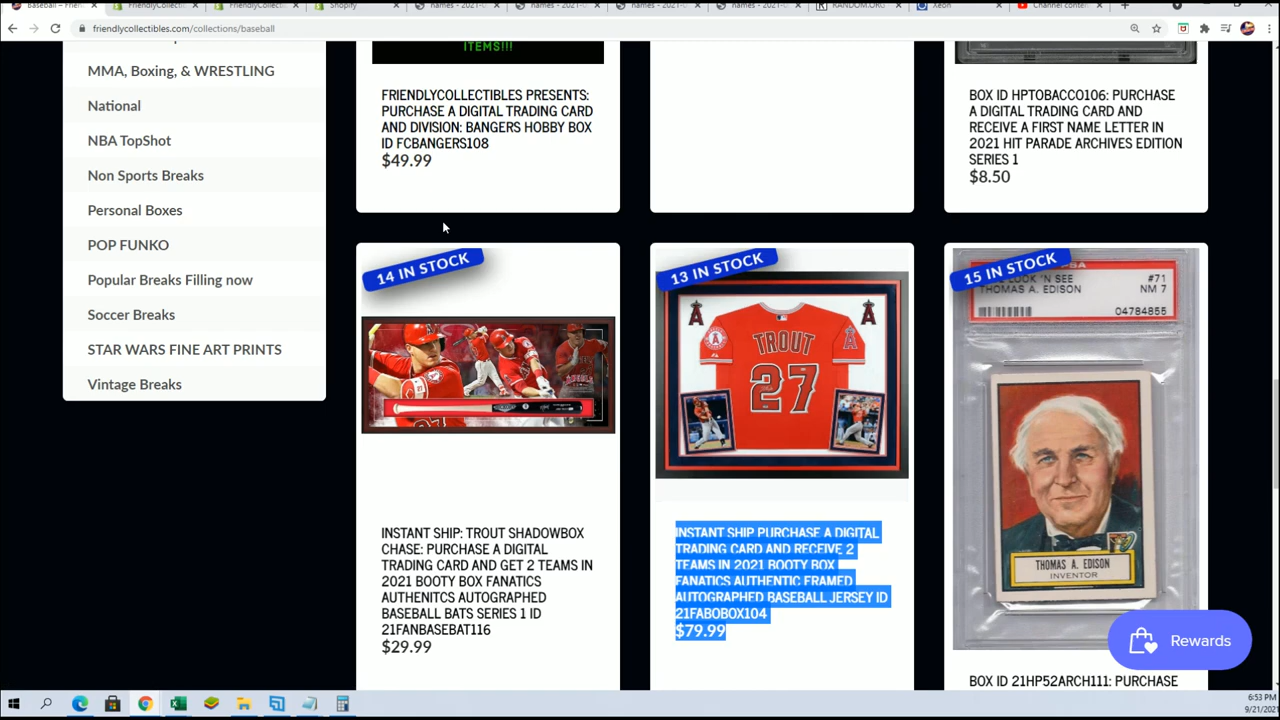 Shopify
RANDOM.ORG
Xeon
friendlycollectibles.com/collections/baseball
ITEMS!!!
MMA, Boxing, & WRESTLING
National
NBA TopShot
Non Sports Breaks
Personal Boxes
POP FUNKO
Popular Breaks Filling now
Soccer Breaks
STAR WARS FINE ART PRINTS
Vintage Breaks
FRIENDLYCOLLECTIBLES PRESENTS:
PURCHASE A DIGITAL TRADING CARD
AND DIVISION: BANGERS HOBBY BOX
ID FCBANGERS108
$49.99
BOX ID HPTOBACCO106: PURCHASE
A DIGITAL TRADING CARD AND
RECEIVE A FIRST NAME LETTER IN
2021 HIT PARADE ARCHIVES EDITION
SERIES 1
$8.50
14 IN STOCK
INSTANT SHIP: TROUT SHADOWBOX
CHASE: PURCHASE A DIGITAL
TRADING CARD AND GET 2 TEAMS IN
2021 BOOTY BOX FANATICS
AUTHENITCS AUTOGRAPHED
BASEBALL BATS SERIES 1 ID
21FANBASEBAT116
$29.99
13 IN STOCK
TROUT
27
INSTANT SHIP PURCHASE A DIGITAL
TRADING CARD AND RECEIVE 2
TEAMS IN 2021 BOOTY BOX
FANATICS AUTHENTIC FRAMED
AUTOGRAPHED BASEBALL JERSEY ID
21FABOBOX104
$79.99
15 IN STOCK
LOOK 'N SEE
#71
THOMAS A. EDISON
NM 7
04784855
THOMAS A. EDISON
INVENTOR
BOX ID 21HP52ARCH111: PURCHASE
Rewards
6:53 PM